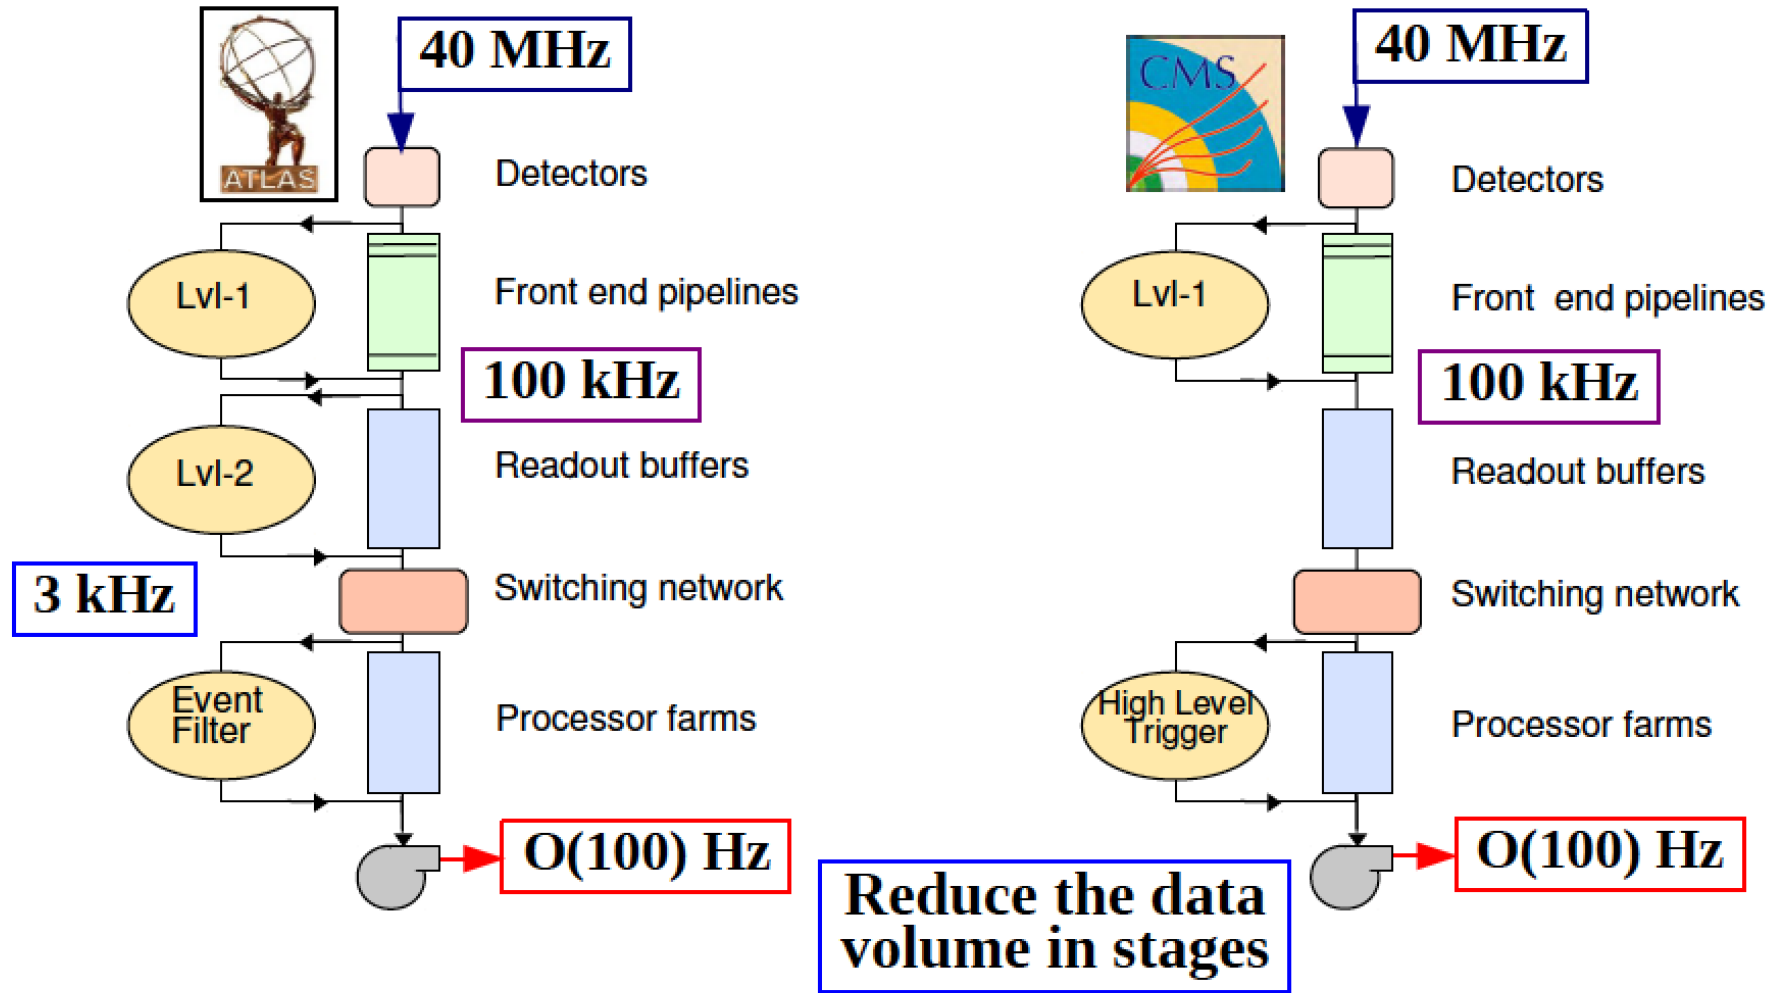 40 MHz
ATLAS
Detectors
Lvl-1
Front end pipelines
100 kHz
Lvl-2
Readout buffers
3 kHz
Switching network
Event
Filter
Processor farms
O(100) Hz
CMS
40 MHz
Detectors
Lvl-1
Front end pipelines
100 kHz
Readout buffers
Switching network
High Level
Trigger
Processor farms
O(100) Hz
Reduce the data
volume in stages